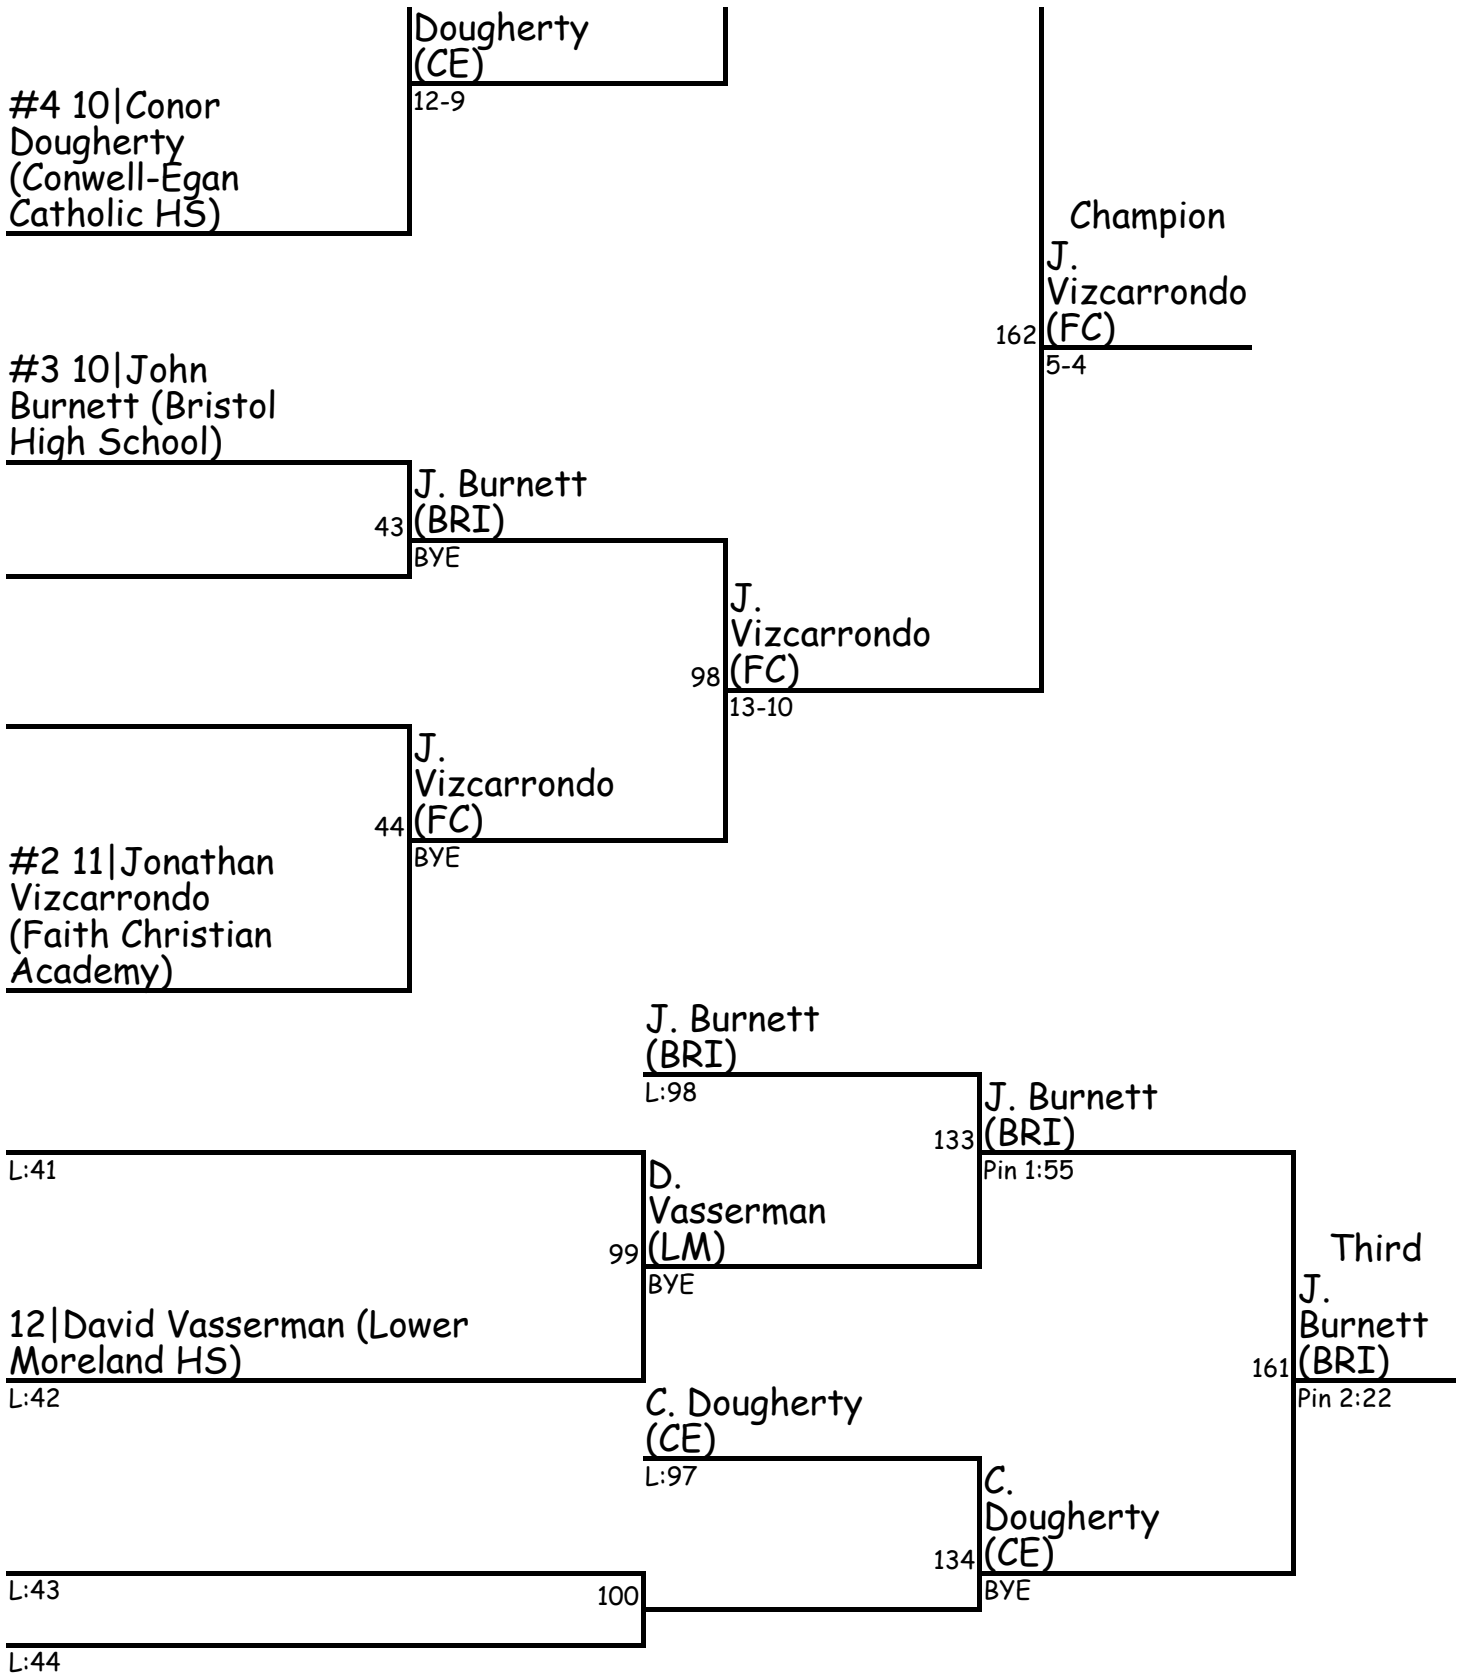 Dougherty
(CE)
12-9
#4 10|Conor
Dougherty
(Conwell-Egan
Catholic HS)
Champion
J.
Vizcarrondo
162 (FC)
5-4
#3 10|John
Burnett (Bristol
High School)
J. Burnett
43 (BRI)
BYE
J.
Vizcarrondo
98 (FC)
13-10
J.
Vizcarrondo
44 (FC)
BYE
#2 11|Jonathan
Vizcarrondo
(Faith Christian
Academy)
J. Burnett
(BRI)
L:98
J. Burnett
133 (BRI)
Pin 1:55
L:41
D.
Vasserman
99 (LM)
BYE
Third
J.
Burnett
161 (BRI)
Pin 2:22
12|David Vasserman (Lower
Moreland HS)
L:42
C. Dougherty
(CE)
L:97
C.
Dougherty
134 (CE)
BYE
L:43
100
L:44